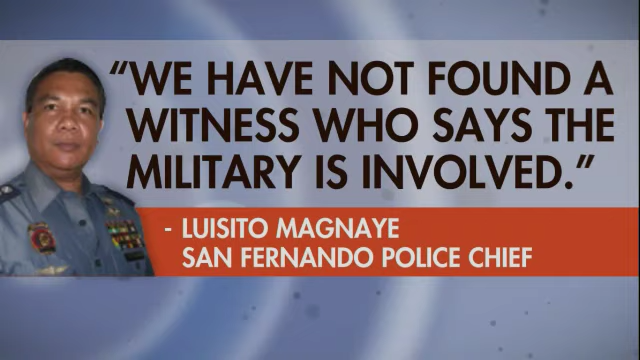 “WE HAVE NOT FOUND A
WITNESS WHO SAYS THE
MILITARY IS INVOLVED.”
- LUISITO MAGNAYE
SAN FERNANDO POLICE CHIEF